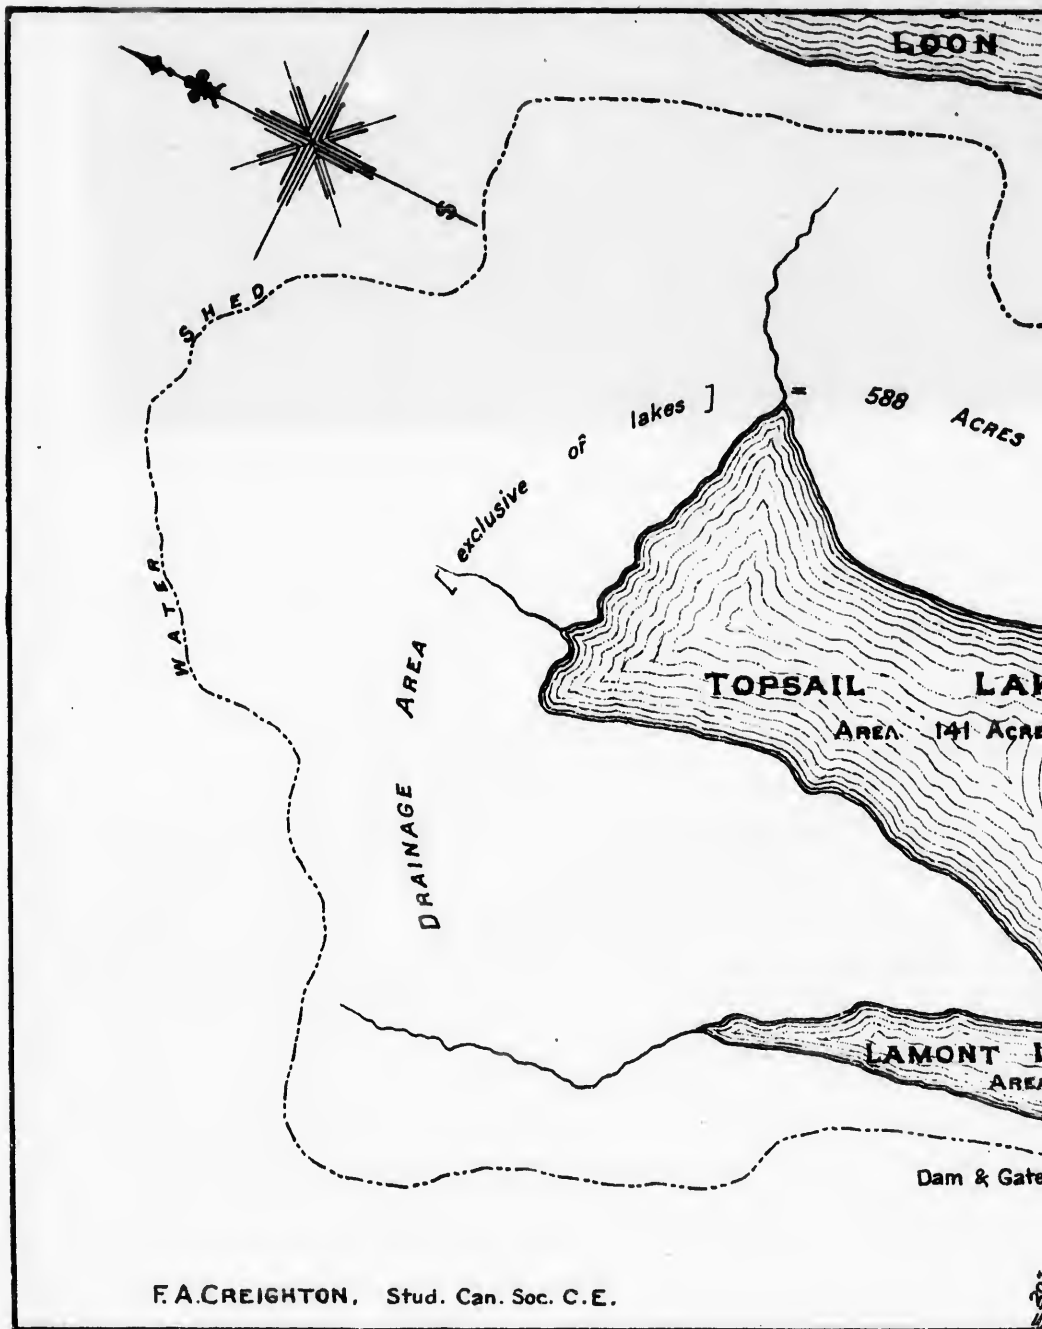 LOON
S
WATER SHED
DRAINAGE AREA [exclusive of lakes] = 588 ACRES
TOPSAIL
AREA 141
LAMONT
Dam & Gate
F. A. CREIGHTON, Stud. Can. Soc. C.E.